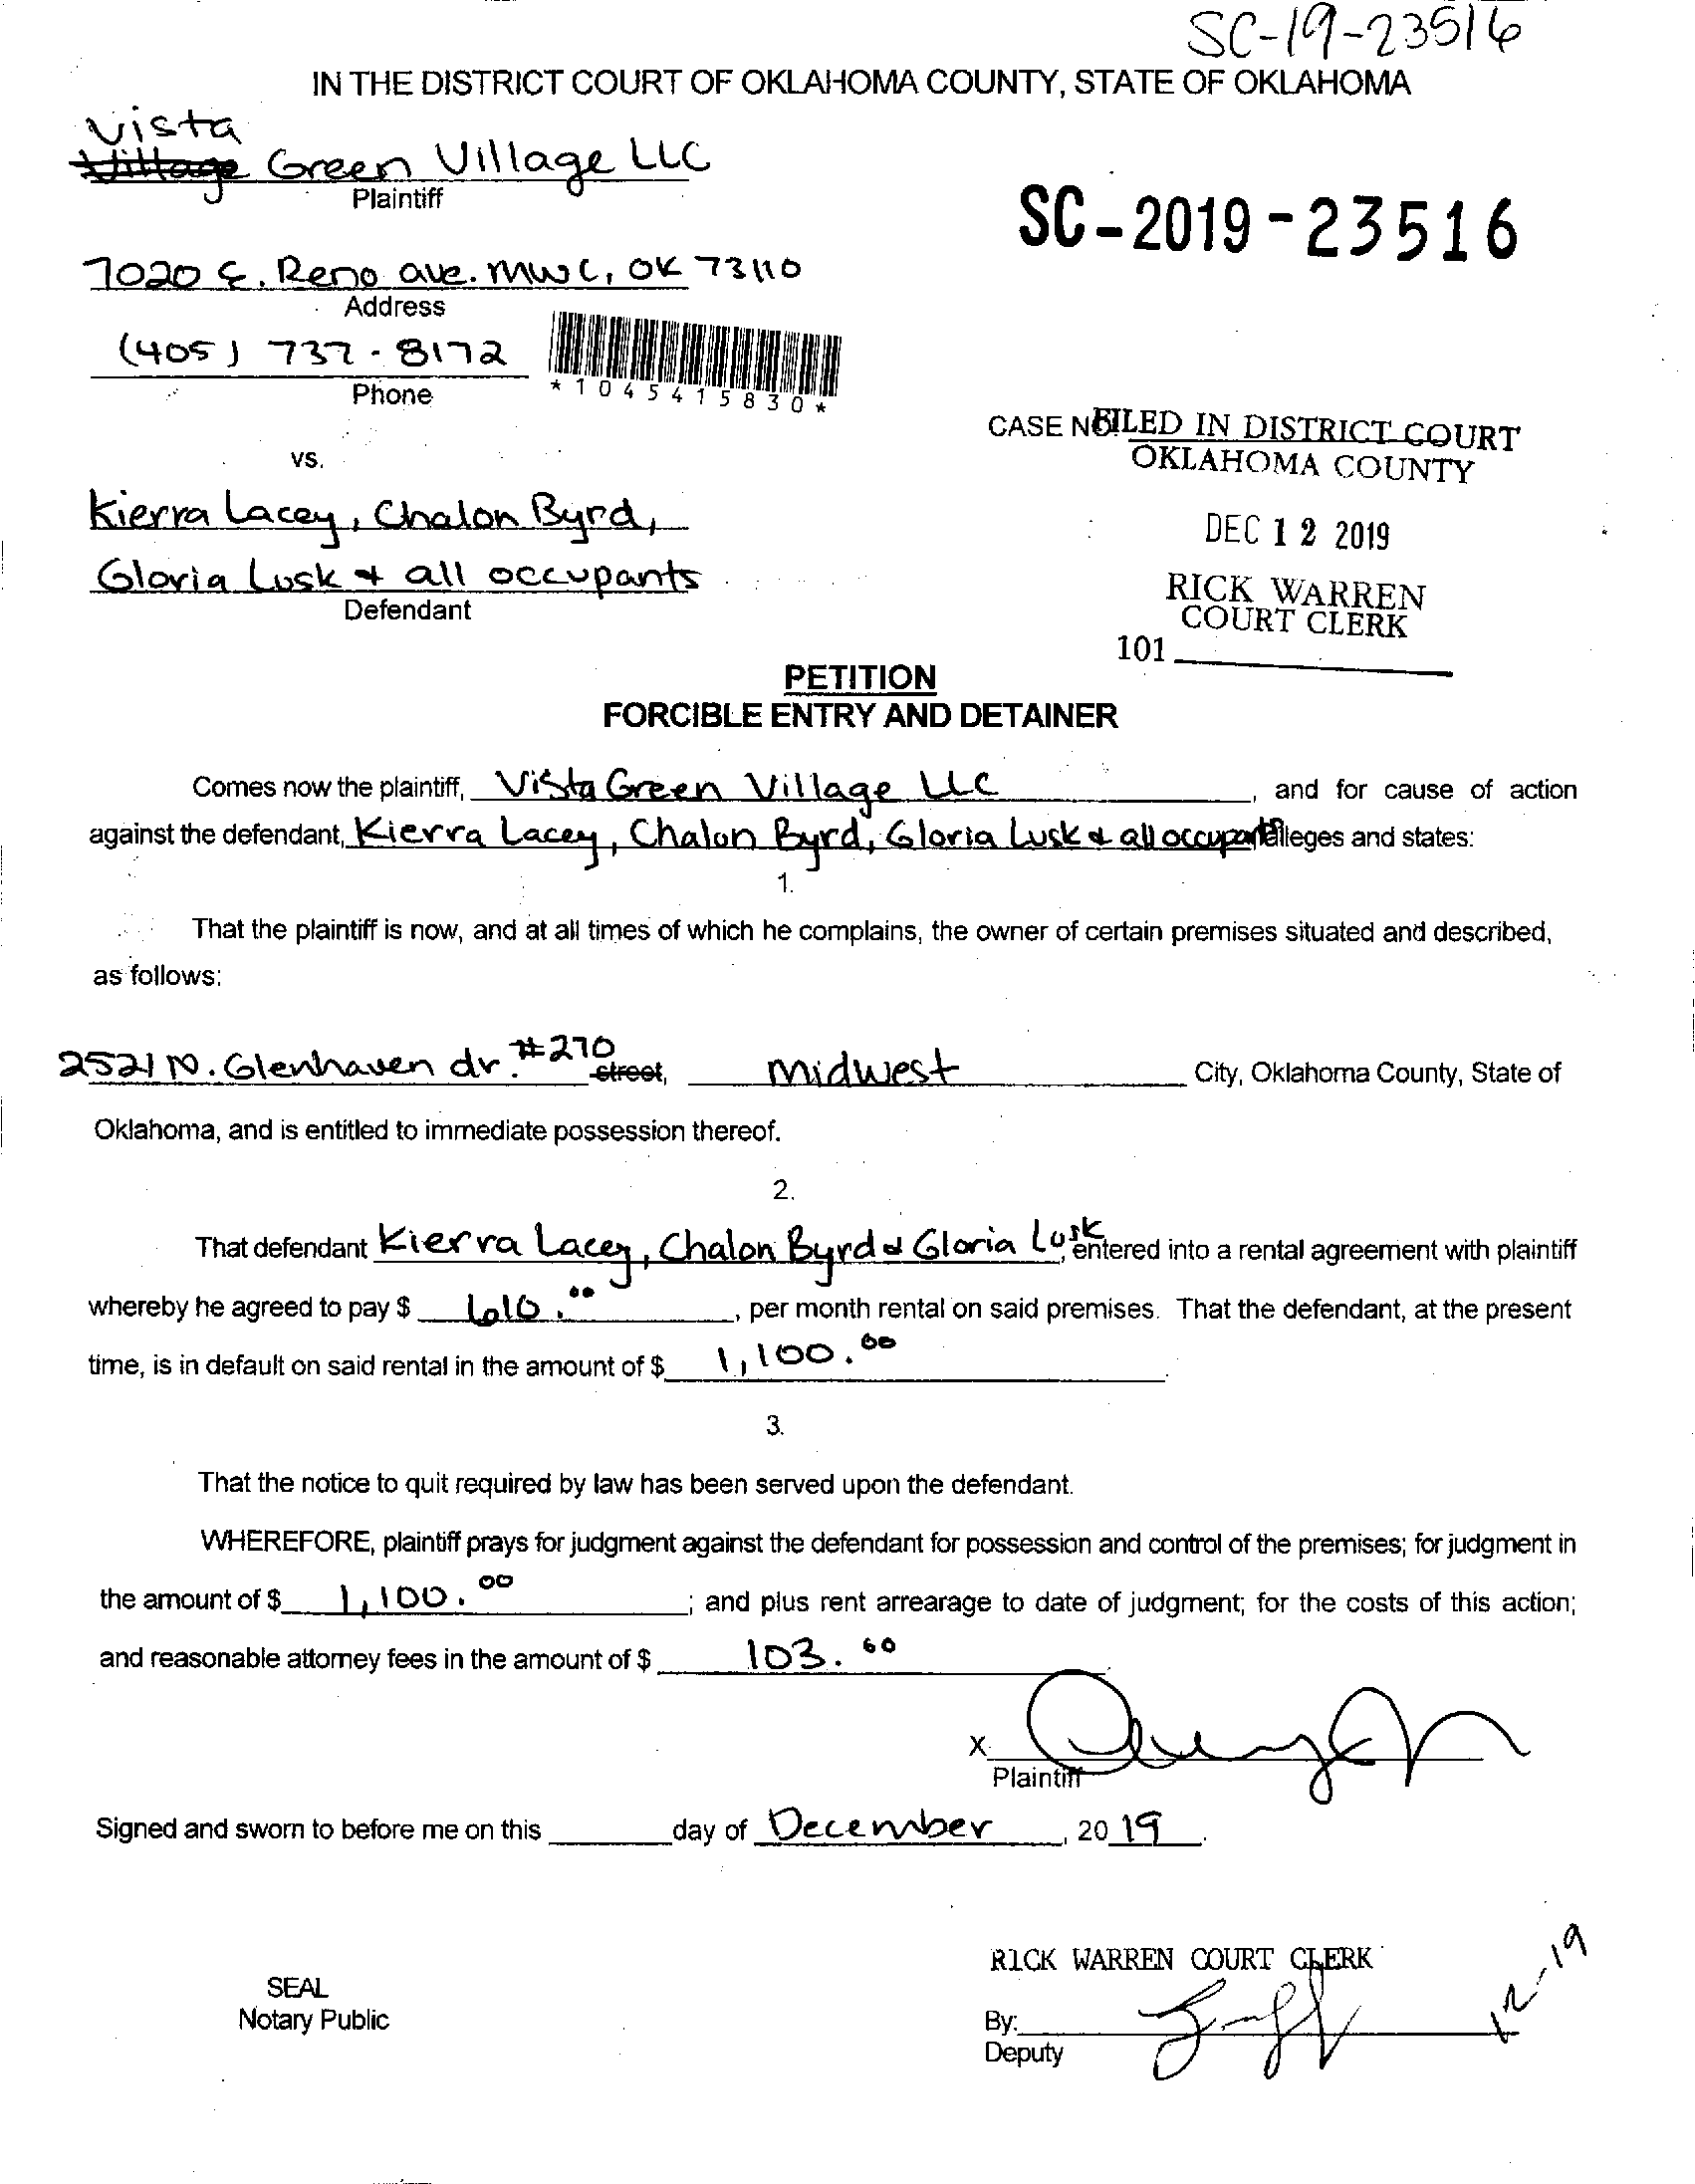 SC-19-23516
IN THE DISTRICT COURT OF OKLAHOMA COUNTY, STATE OF OKLAHOMA
Vista
Village Green Village LLC
Plaintiff
SC-2019-23516
7020 E. Reno ave. MWC, OK 73110
Address
(405) 737-8172
Phone
*1045415830*
CASE NO.
FILED IN DISTRICT COURT
OKLAHOMA COUNTY
vs.
Kierra Lacey, Chalon Byrd,
DEC 12 2019
Gloria Lusk & all occupants
Defendant
RICK WARREN
COURT CLERK
101
PETITION
FORCIBLE ENTRY AND DETAINER
Comes now the plaintiff, Vista Green Village LLC, and for cause of action
against the defendant, Kierra Lacey, Chalon Byrd, Gloria Lusk & all occupants alleges and states:
1.
That the plaintiff is now, and at all times of which he complains, the owner of certain premises situated and described,
as follows:
2521 N. Glenhaven dr. #270 street, Midwest City, Oklahoma County, State of
Oklahoma, and is entitled to immediate possession thereof.
2.
That defendant Kierra Lacey, Chalon Byrd & Gloria Lusk, entered into a rental agreement with plaintiff
whereby he agreed to pay $ 610.00, per month rental on said premises. That the defendant, at the present
time, is in default on said rental in the amount of $ 1,100.00.
3.
That the notice to quit required by law has been served upon the defendant.
WHEREFORE, plaintiff prays for judgment against the defendant for possession and control of the premises; for judgment in
the amount of $ 1,100.00; and plus rent arrearage to date of judgment; for the costs of this action;
and reasonable attorney fees in the amount of $ 103.60
X
Plaintiff
Signed and sworn to before me on this day of December, 2019.
RICK WARREN COURT CLERK
SEAL
Notary Public
By:
12-19
Deputy